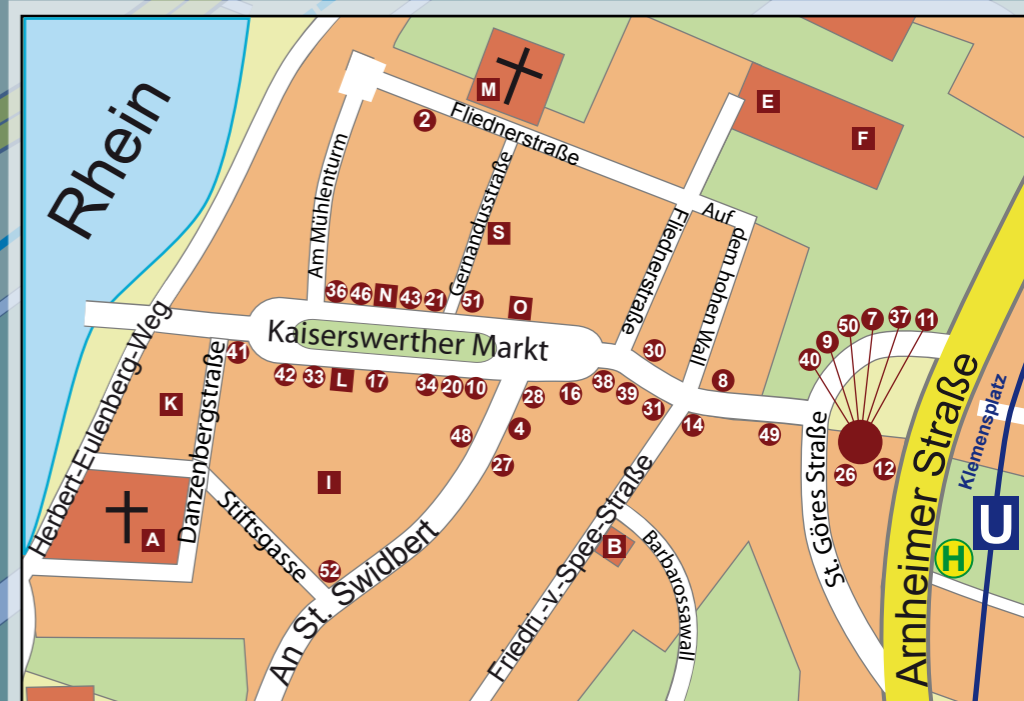 Rhein
M
2
Fliednerstraße
E
F
Am Mühlenturm
Gernandusstraße
S
Auf
dem hohen Wall
Fliednerstraße
36 46 N 43 21 51 O
Kaiserswerther Markt
41
42 33 L 17 34 20 10
28 16 38 39 31 30 8
14 49
40 9 50 7 37 11
26 12
Herbert-Eulenberg-Weg
K
Danzenbergstraße
A
I
Stiftsgasse
52
48 4
27
An St. Swidbert
Friedri.-v.-Spee-Straße
B
Barbarossawall
St. Göres Straße
Arnheimer Straße
Klemensplatz
U
H